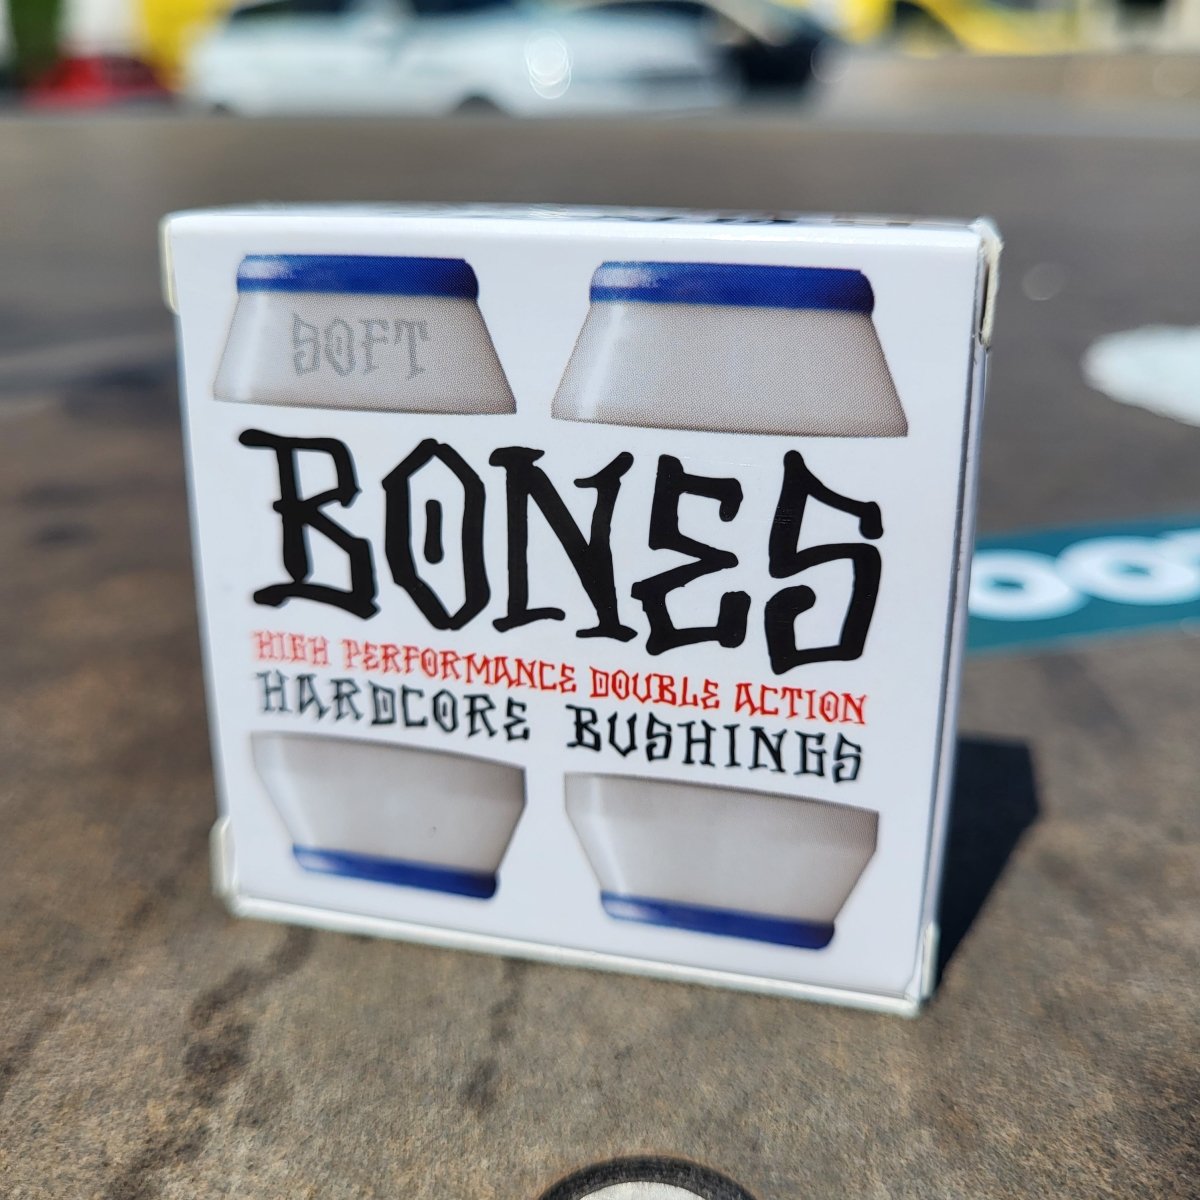 SOFT
BONES
HIGH PERFORMANCE DOUBLE ACTION
HARDCORE BUSHINGS